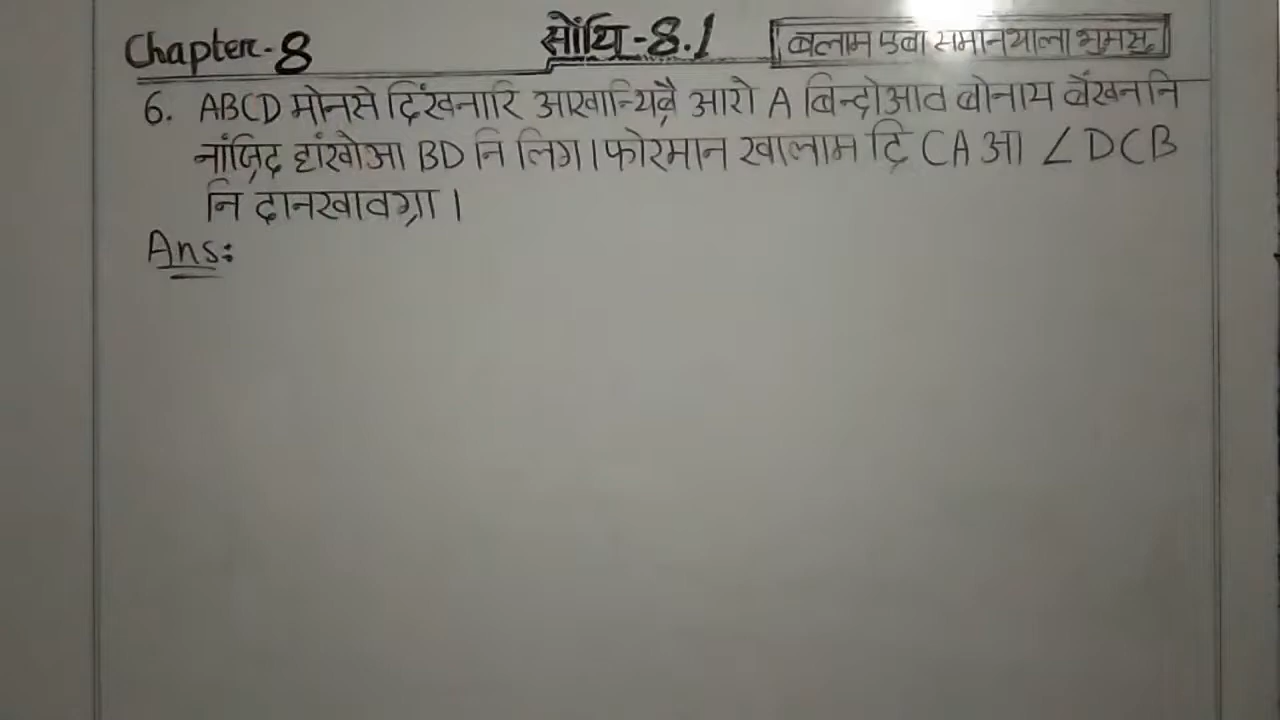 Chapter-8
सोंथि-8.1
बलाम एबा समानथाला भुमसु
6. ABCD मोनसे दिंखनारि आखान्थिब्रै आरो A बिन्दोआव बोनाय बेंखननि
नांज्रिद हांखोआ BD नि लिग। फोरमान खालाम दि CA आ ∠DCB
नि दानखावग्रा।
Ans: